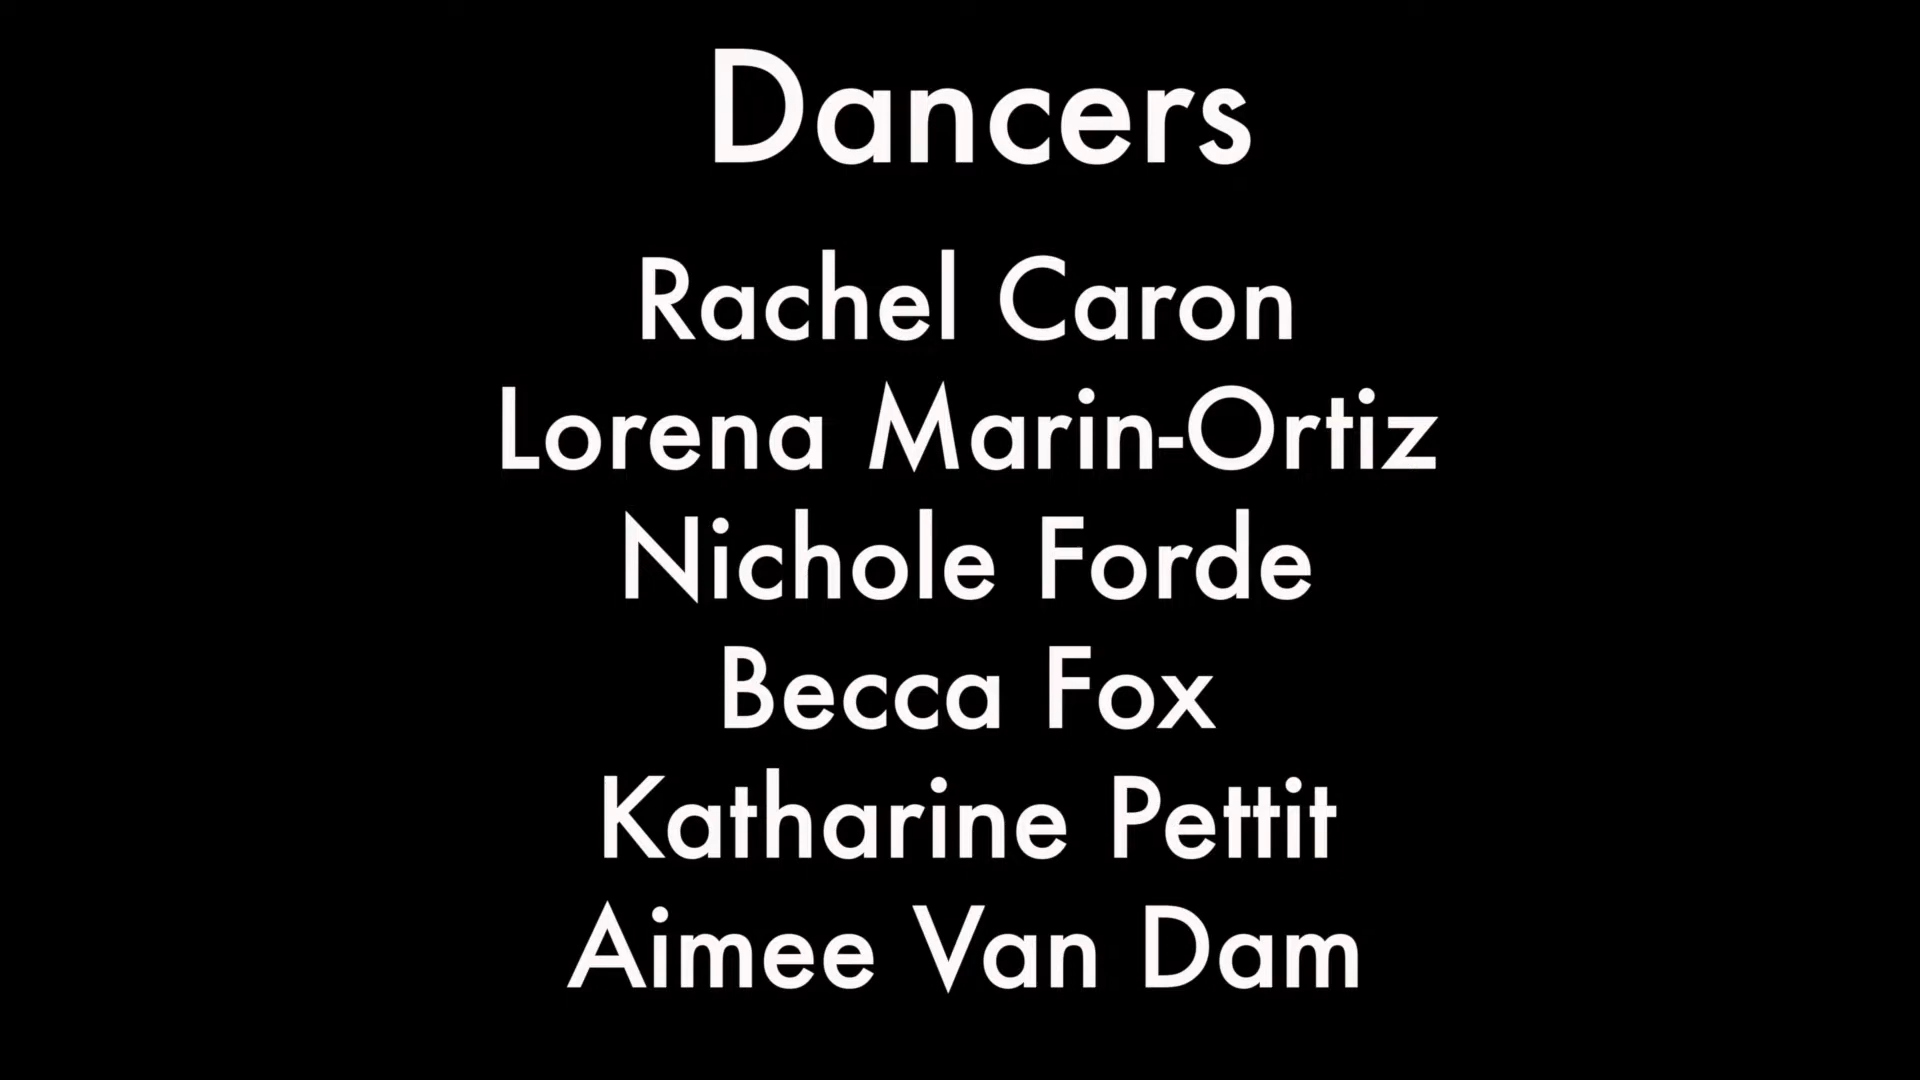 Dancers
Rachel Caron
Lorena Marin-Ortiz
Nichole Forde
Becca Fox
Katharine Pettit
Aimee Van Dam